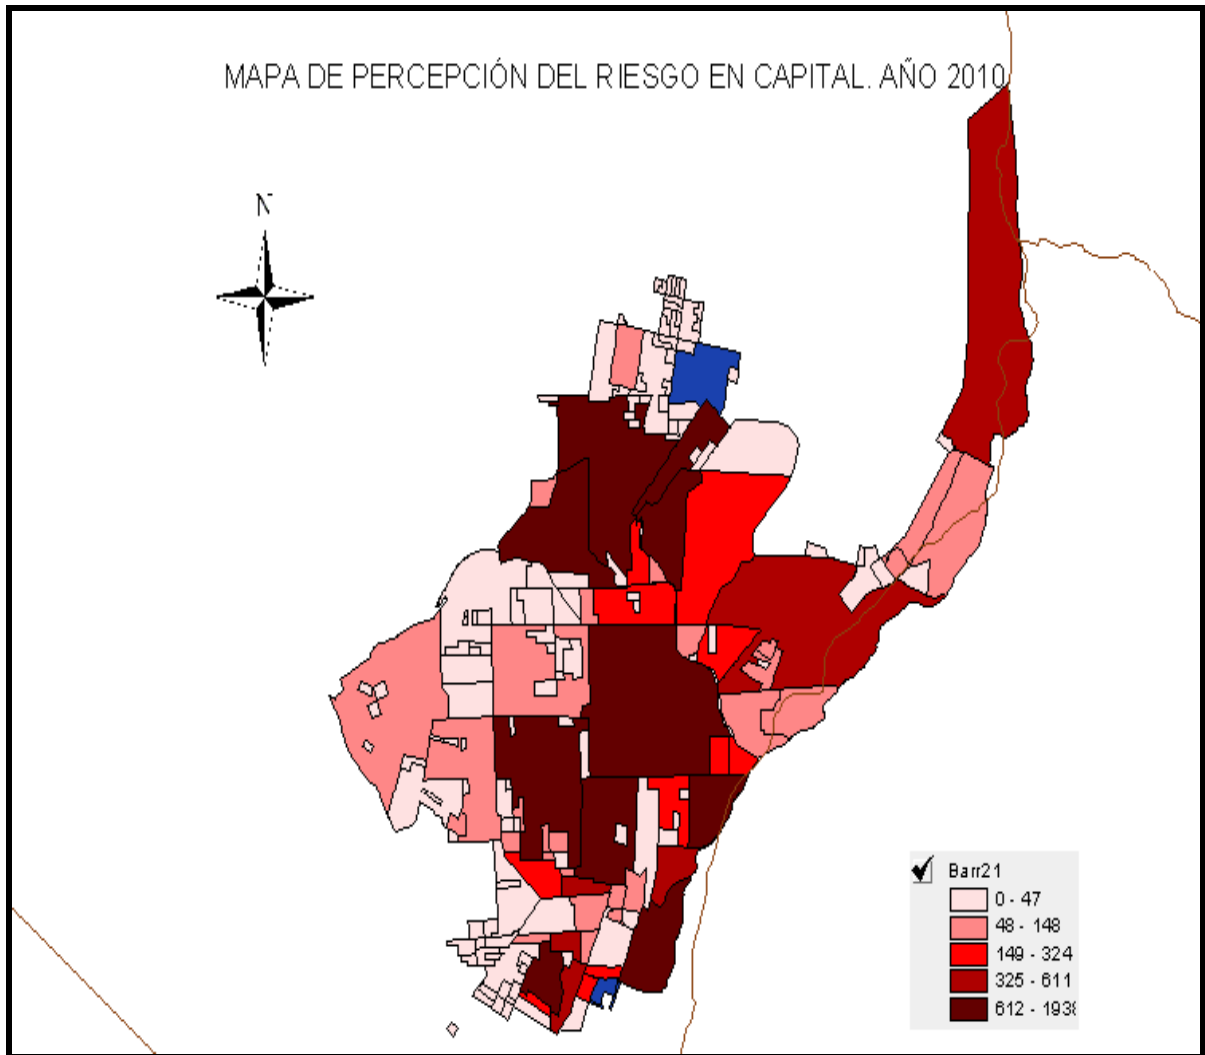 MAPA DE PERCEPCIÓN DEL RIESGO EN CAPITAL. AÑO 2010
N
Barr21
0 - 47
48 - 148
149 - 324
325 - 611
612 - 193